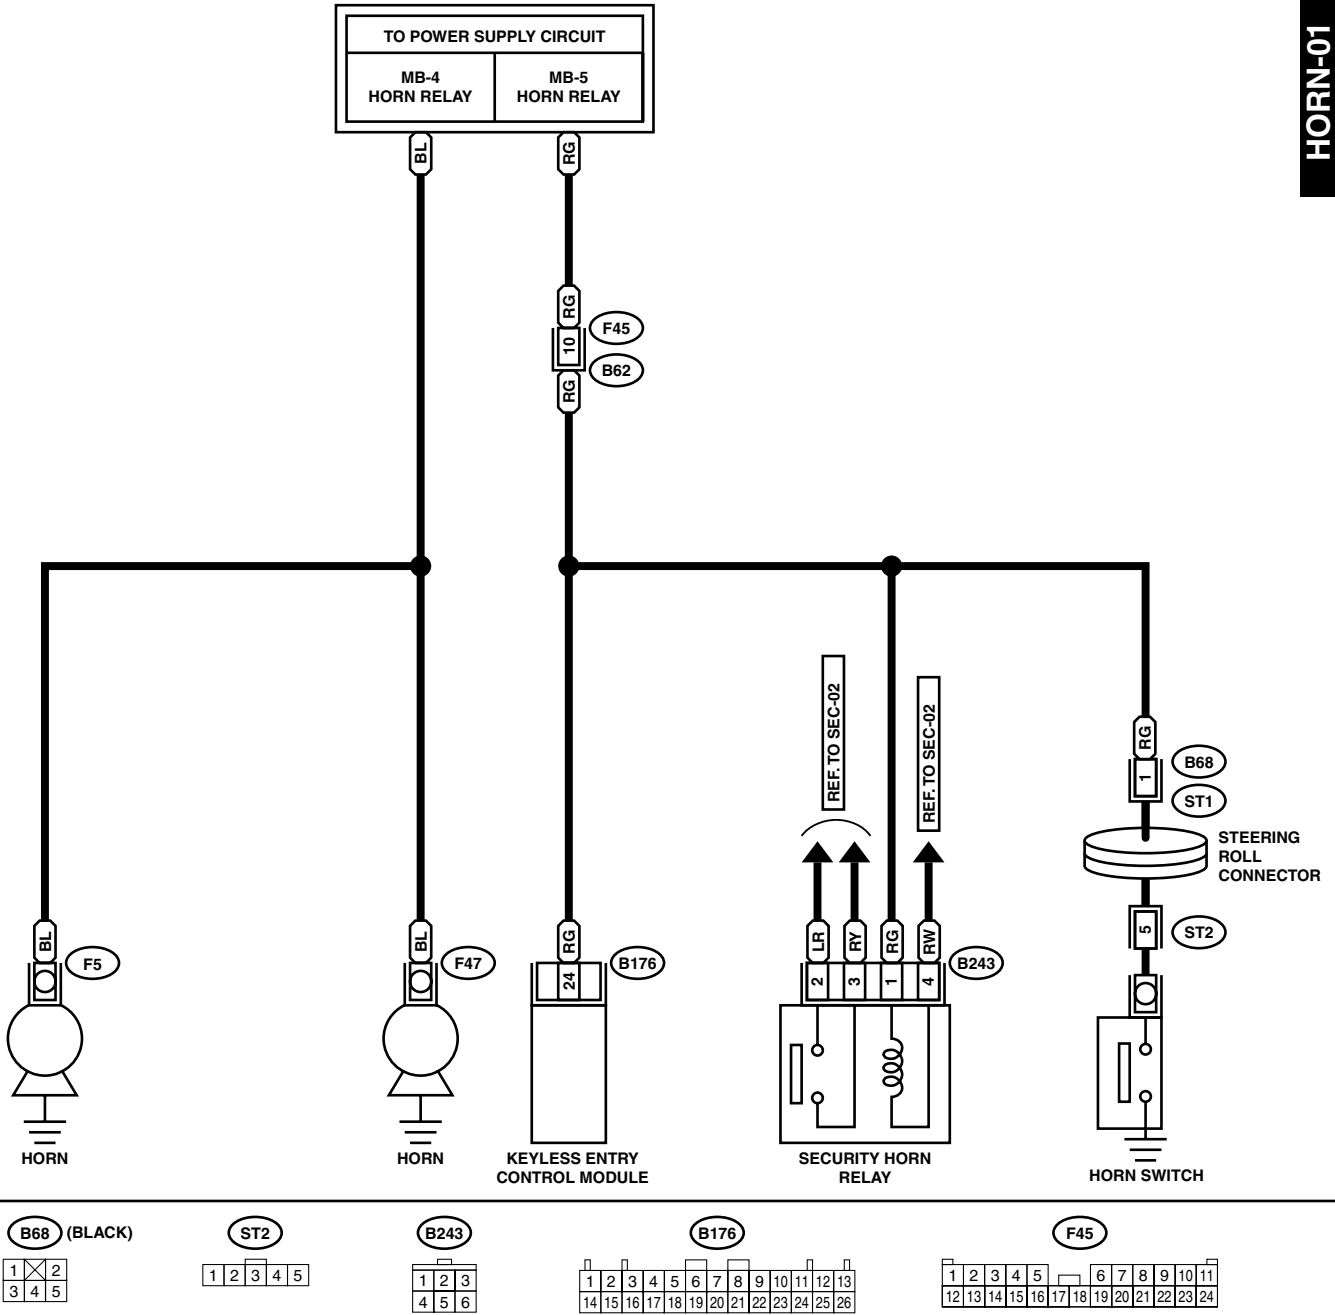 HORN-01
TO POWER SUPPLY CIRCUIT
MB-4
HORN RELAY
MB-5
HORN RELAY
BL
RG
RG
10
F45
B62
RG
REF. TO SEC-02
REF. TO SEC-02
RG
1
B68
ST1
STEERING
ROLL
CONNECTOR
5
ST2
BL
F5
BL
F47
RG
24
B176
LR
RY
RG
RW
2
3
1
4
B243
HORN
HORN
KEYLESS ENTRY
CONTROL MODULE
SECURITY HORN
RELAY
HORN SWITCH
B68 (BLACK)
1 2
3 4 5
ST2
1 2 3 4 5
B243
1 2 3
4 5 6
B176
1 2 3 4 5 6 7 8 9 10 11 12 13
14 15 16 17 18 19 20 21 22 23 24 25 26
F45
1 2 3 4 5 6 7 8 9 10 11
12 13 14 15 16 17 18 19 20 21 22 23 24